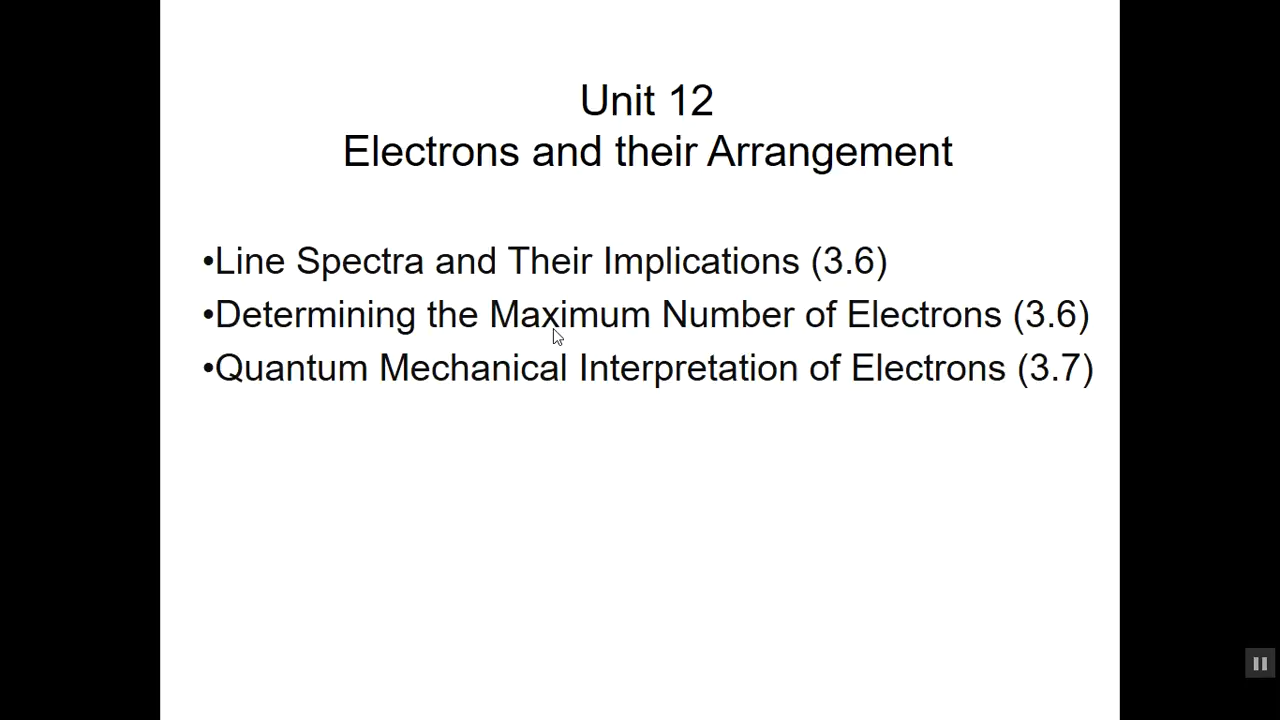 Unit 12
Electrons and their Arrangement
•Line Spectra and Their Implications (3.6)
•Determining the Maximum Number of Electrons (3.6)
•Quantum Mechanical Interpretation of Electrons (3.7)